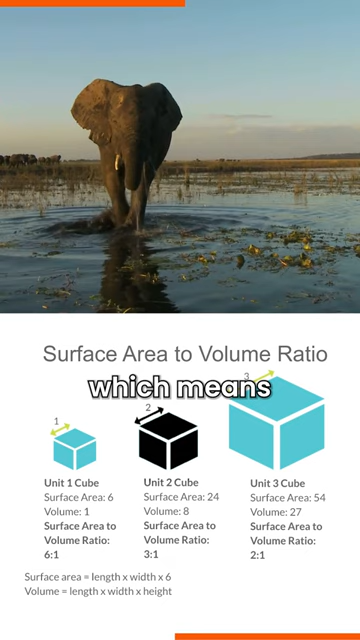 Surface Area to Volume Ratio
which means
1
2
3
Unit 1 Cube
Surface Area: 6
Volume: 1
Surface Area to
Volume Ratio:
6:1
Unit 2 Cube
Surface Area: 24
Volume: 8
Surface Area to
Volume Ratio:
3:1
Unit 3 Cube
Surface Area: 54
Volume: 27
Surface Area to
Volume Ratio:
2:1
Surface area = length x width x 6
Volume = length x width x height